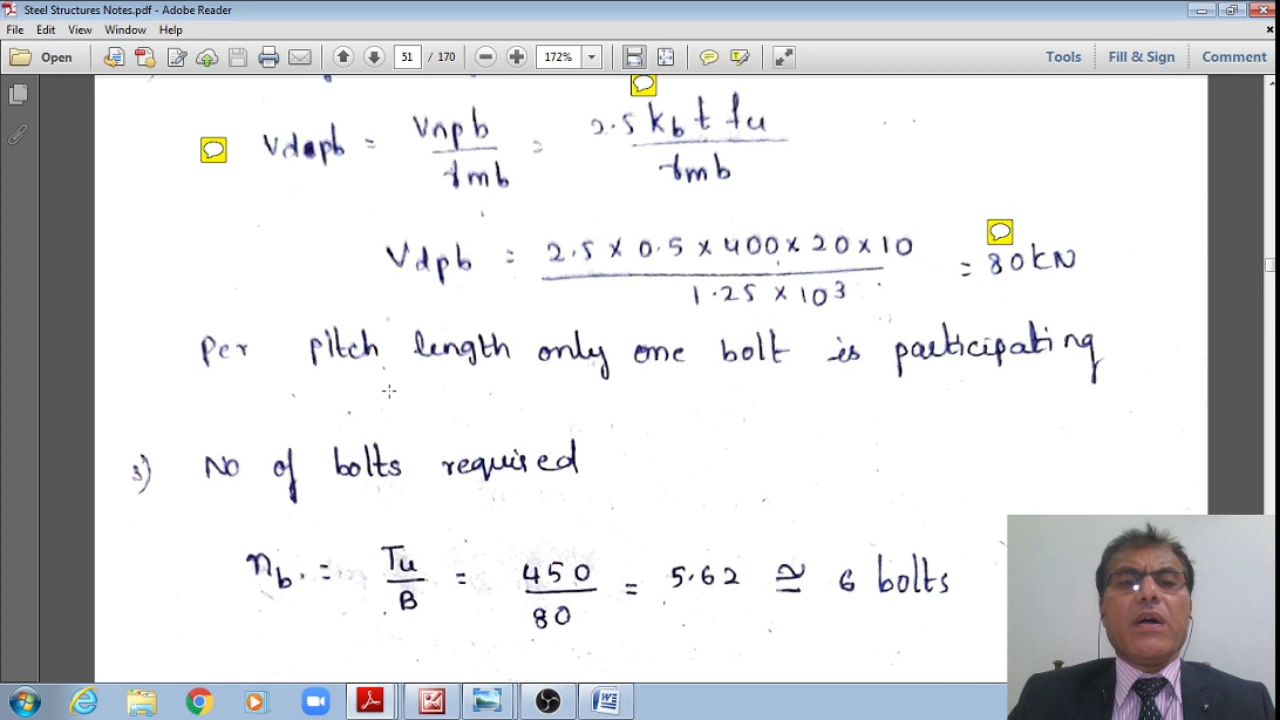 Steel Structures Notes.pdf - Adobe Reader
File Edit View Window Help
Open 51 / 170 172% Tools Fill & Sign Comment
Vdpb = Vnpb / γmb = 2.5 kb t fu / γmb
Vdpb = 2.5 × 0.5 × 400 × 20 × 10 / 1.25 × 10³ = 80 kN
Per pitch length only one bolt is participating
3) No of bolts required
nb = Tu / B = 450 / 80 = 5.62 ≅ 6 bolts